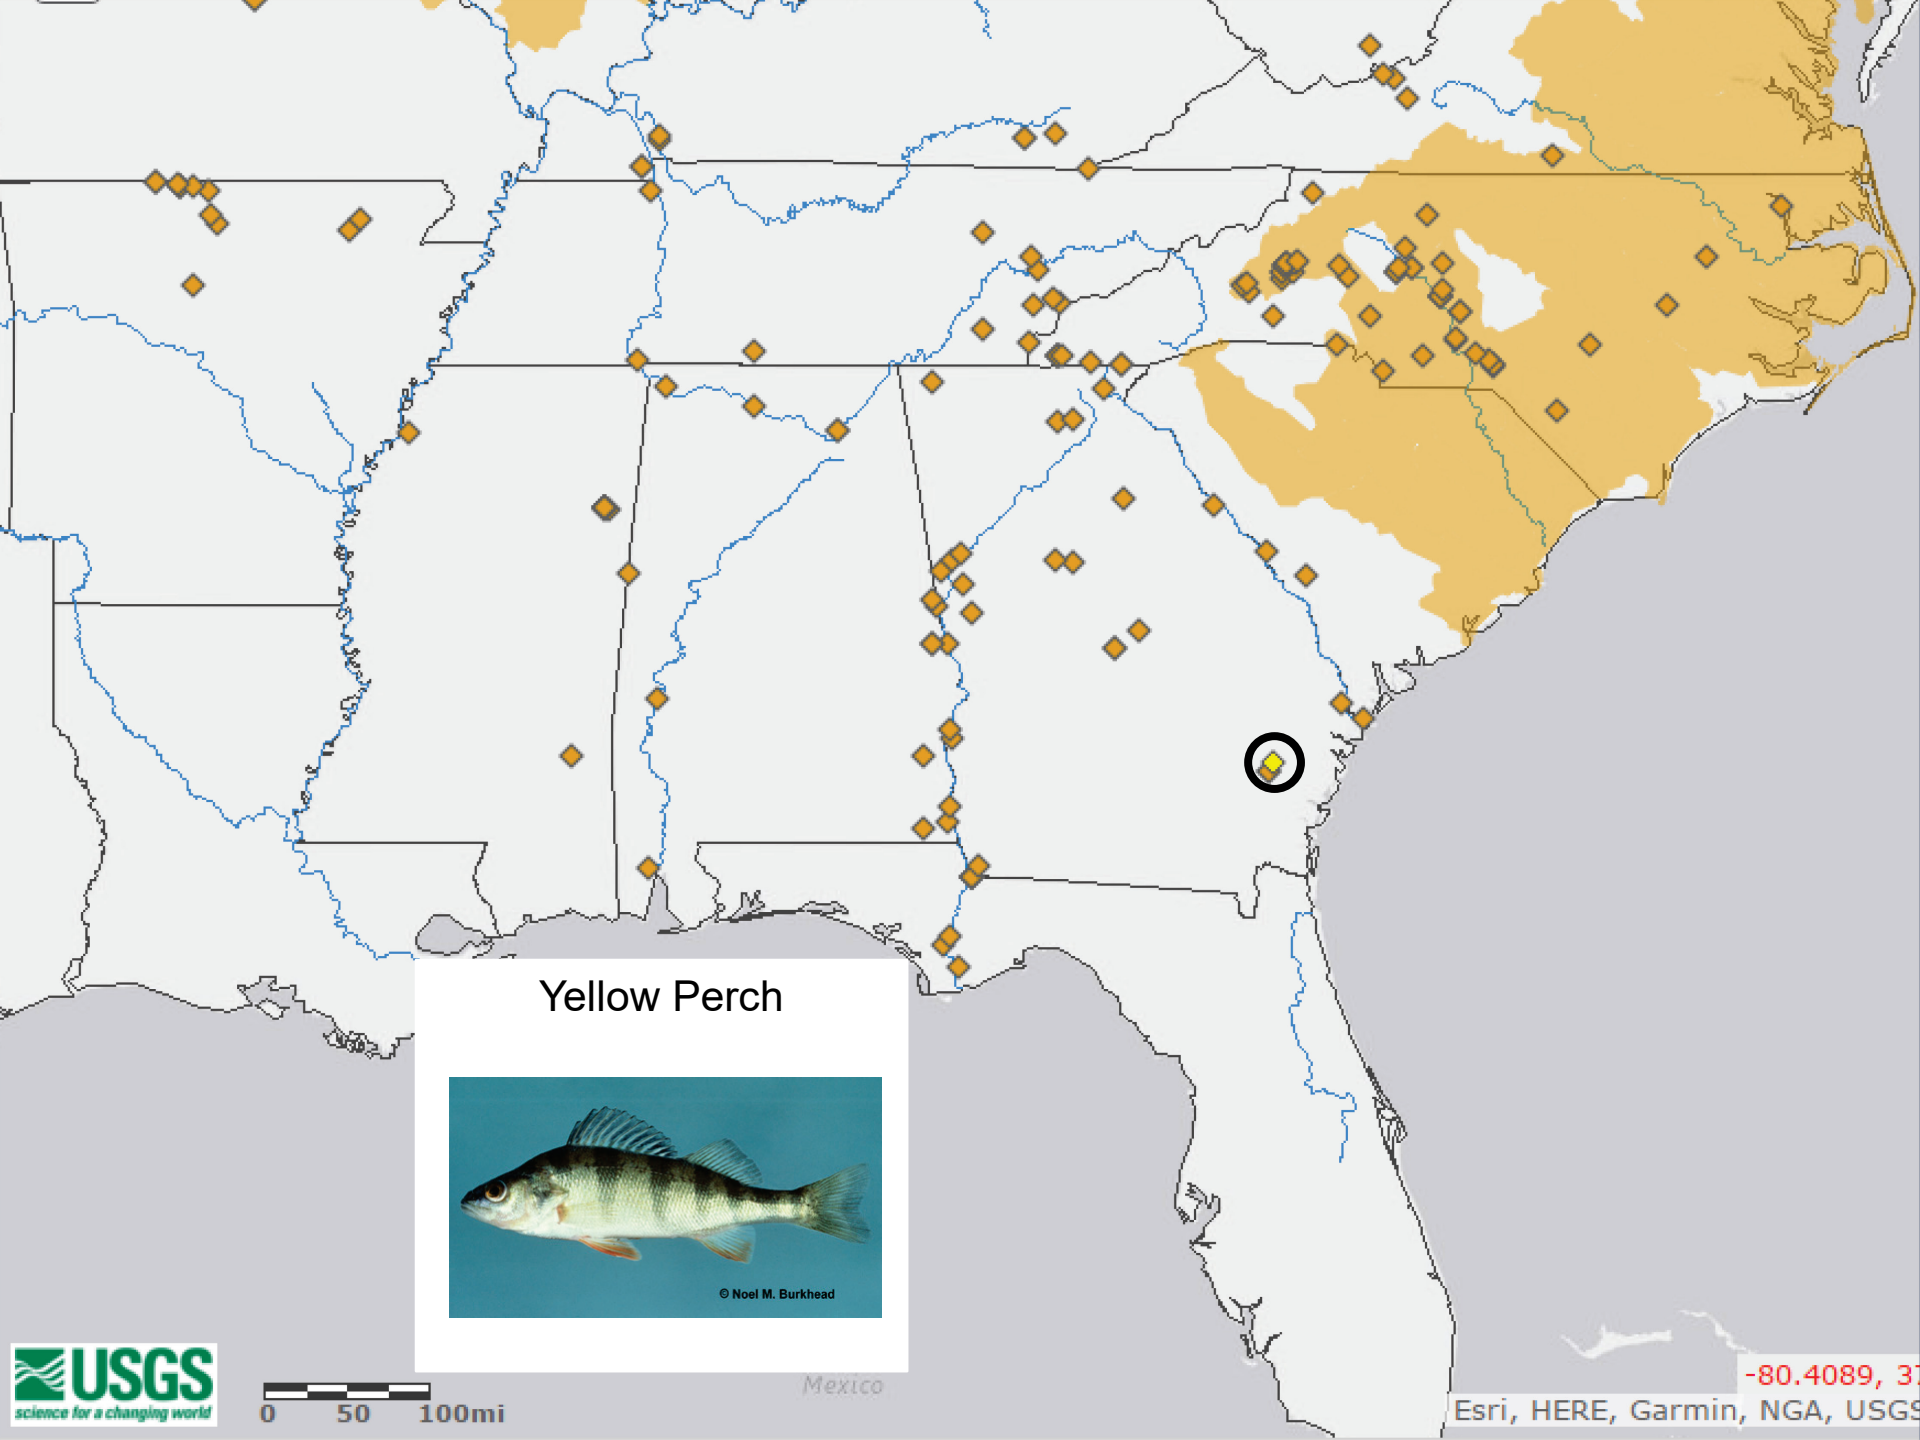 Yellow Perch
© Noel M. Burkhead
USGS
science for a changing world
0 50 100mi
Mexico
-80.4089, 37
Esri, HERE, Garmin, NGA, USGS